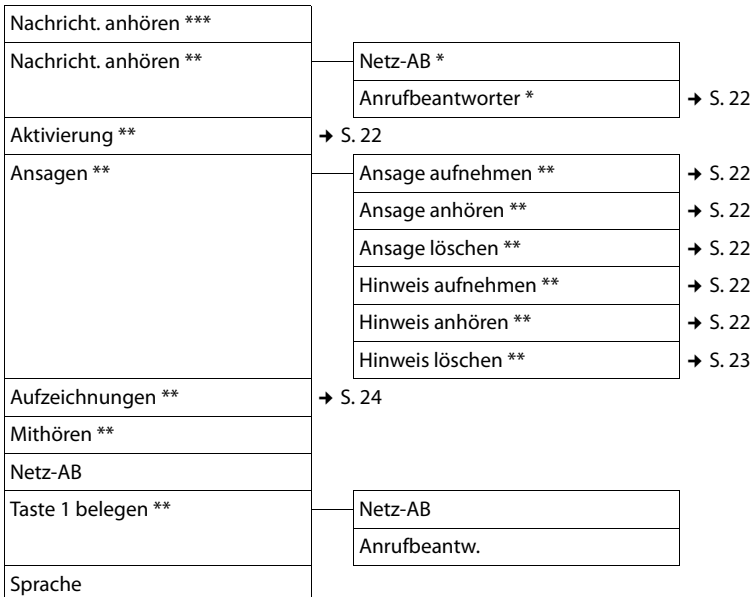 Nachricht. anhören ***
Nachricht. anhören ** Netz-AB *
Anrufbeantworter * ➔ S. 22
Aktivierung ** ➔ S. 22
Ansagen ** Ansage aufnehmen ** ➔ S. 22
Ansage anhören ** ➔ S. 22
Ansage löschen ** ➔ S. 22
Hinweis aufnehmen ** ➔ S. 22
Hinweis anhören ** ➔ S. 22
Hinweis löschen ** ➔ S. 23
Aufzeichnungen ** ➔ S. 24
Mithören **
Netz-AB
Taste 1 belegen ** Netz-AB
Anrufbeantw.
Sprache